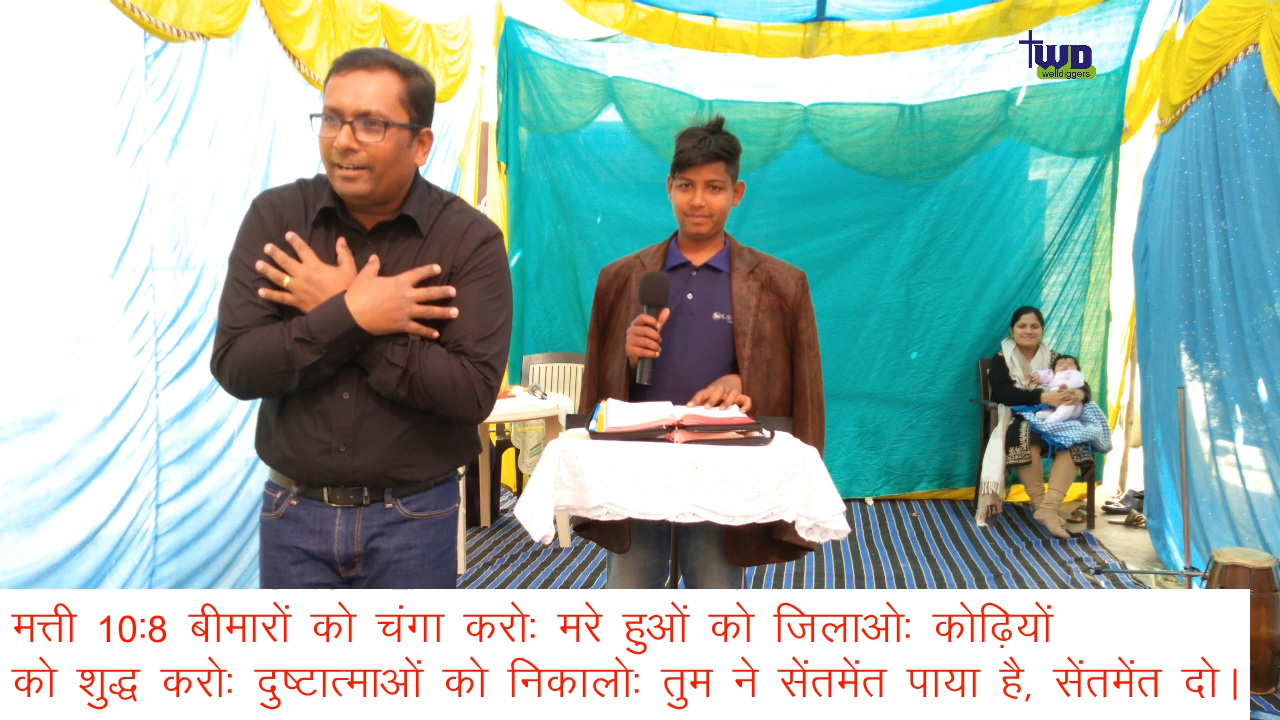 WD
welldiggers
मत्ती 10:8 बीमारों को चंगा करोः मरे हुओं को जिलाओः कोढ़ियों
को शुद्ध करोः दुष्टात्माओं को निकालोः तुम ने सेंतमेंत पाया है, सेंतमेंत दो।